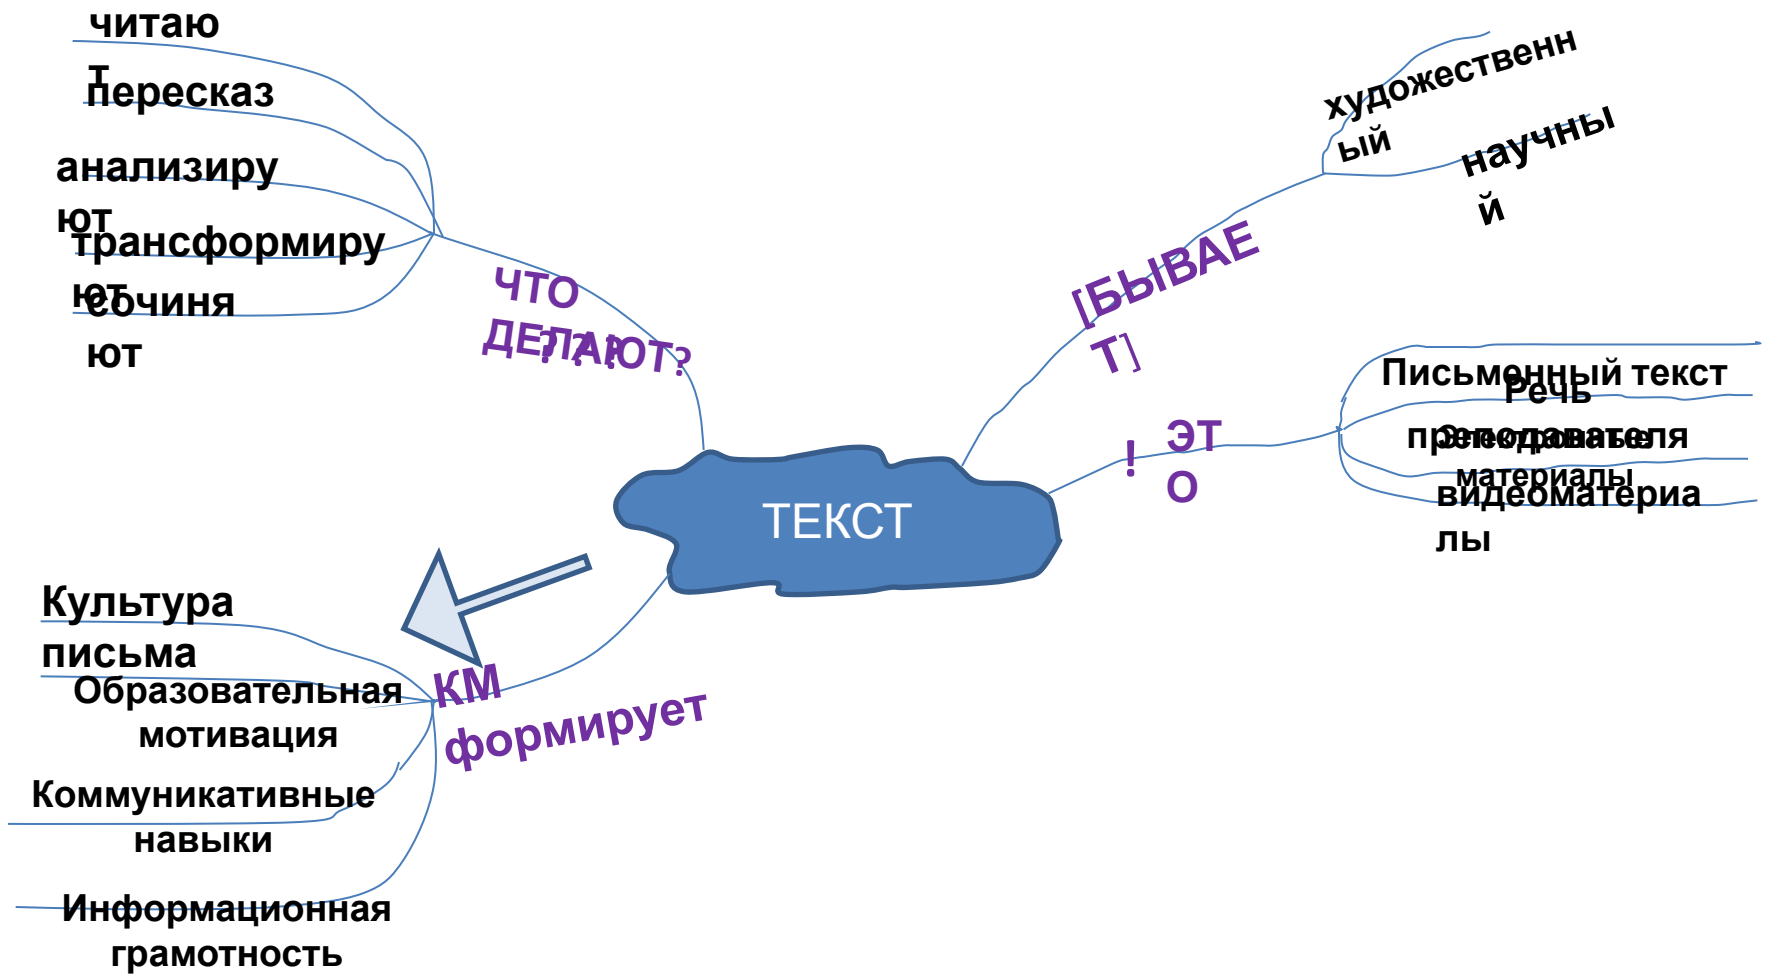 читаю
т
пересказ
анализиру
ют
трансформиру
ют
сочиня
ют
ЧТО
ДЕЛАЮТ?
? ? ?
художественн
ый
научны
й
[БЫВАЕ
Т]
! ЭТ
О
Письменный текст
Речь
преподавателя
Электронные
материалы
видеоматериа
лы
ТЕКСТ
Культура
письма
Образовательная
мотивация
Коммуникативные
навыки
Информационная
грамотность
КМ
формирует